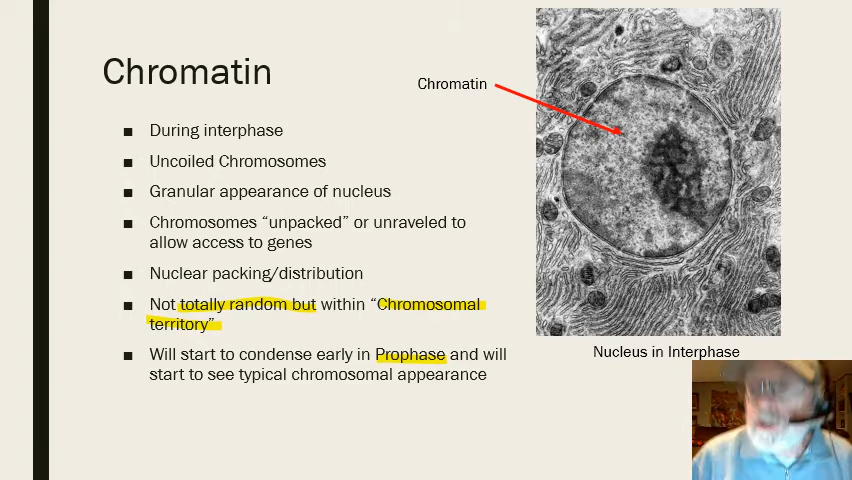 Chromatin
Chromatin
■ During interphase
■ Uncoiled Chromosomes
■ Granular appearance of nucleus
■ Chromosomes “unpacked” or unraveled to
allow access to genes
■ Nuclear packing/distribution
■ Not totally random but within “Chromosomal
territory”
■ Will start to condense early in Prophase and will
start to see typical chromosomal appearance
Nucleus in Interphase